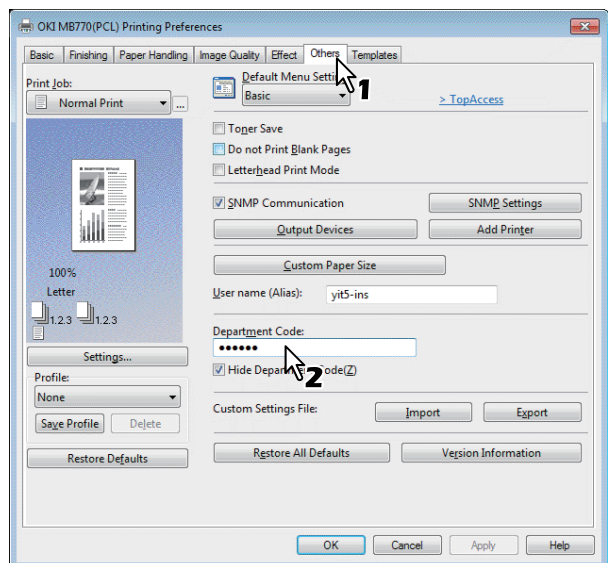 OKI MB770(PCL) Printing Preferences
Basic Finishing Paper Handling Image Quality Effect Others Templates
1
Print Job:
Normal Print ...
100%
Letter
1.2.3 1.2.3
Settings...
Profile:
None
Save Profile Delete
Restore Defaults
Default Menu Setting
Basic > TopAccess
Toner Save
Do not Print Blank Pages
Letterhead Print Mode
SNMP Communication SNMP Settings
Output Devices Add Printer
Custom Paper Size
User name (Alias): yit5-ins
Department Code:
••••••
Hide Department Code(Z)
2
Custom Settings File: Import Export
Restore All Defaults Version Information
OK Cancel Apply Help